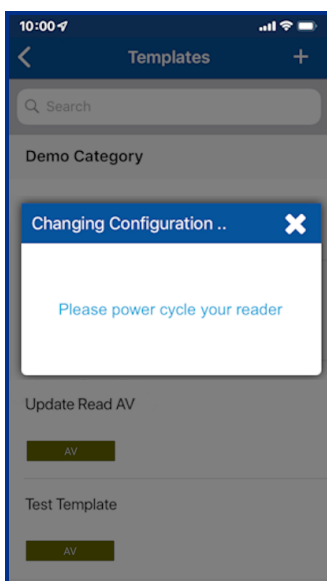 10:00
Templates
Search
Demo Category
Changing Configuration ..
Please power cycle your reader
Update Read AV
AV
Test Template
AV